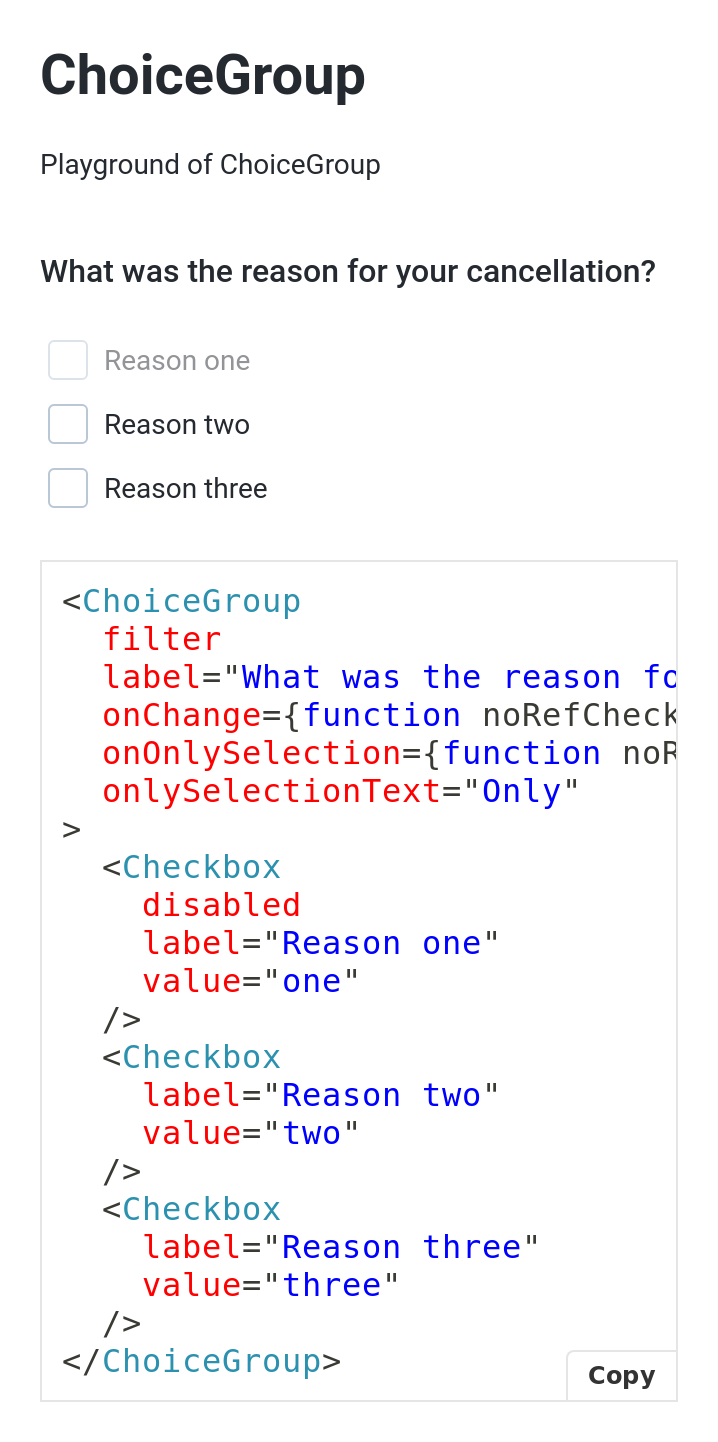 ChoiceGroup
Playground of ChoiceGroup
What was the reason for your cancellation?
Reason one
Reason two
Reason three
<ChoiceGroup
  filter
  label="What was the reason fo
  onChange={function noRefCheck
  onOnlySelection={function noR
  onlySelectionText="Only"
>
  <Checkbox
    disabled
    label="Reason one"
    value="one"
  />
  <Checkbox
    label="Reason two"
    value="two"
  />
  <Checkbox
    label="Reason three"
    value="three"
  />
</ChoiceGroup>
Copy